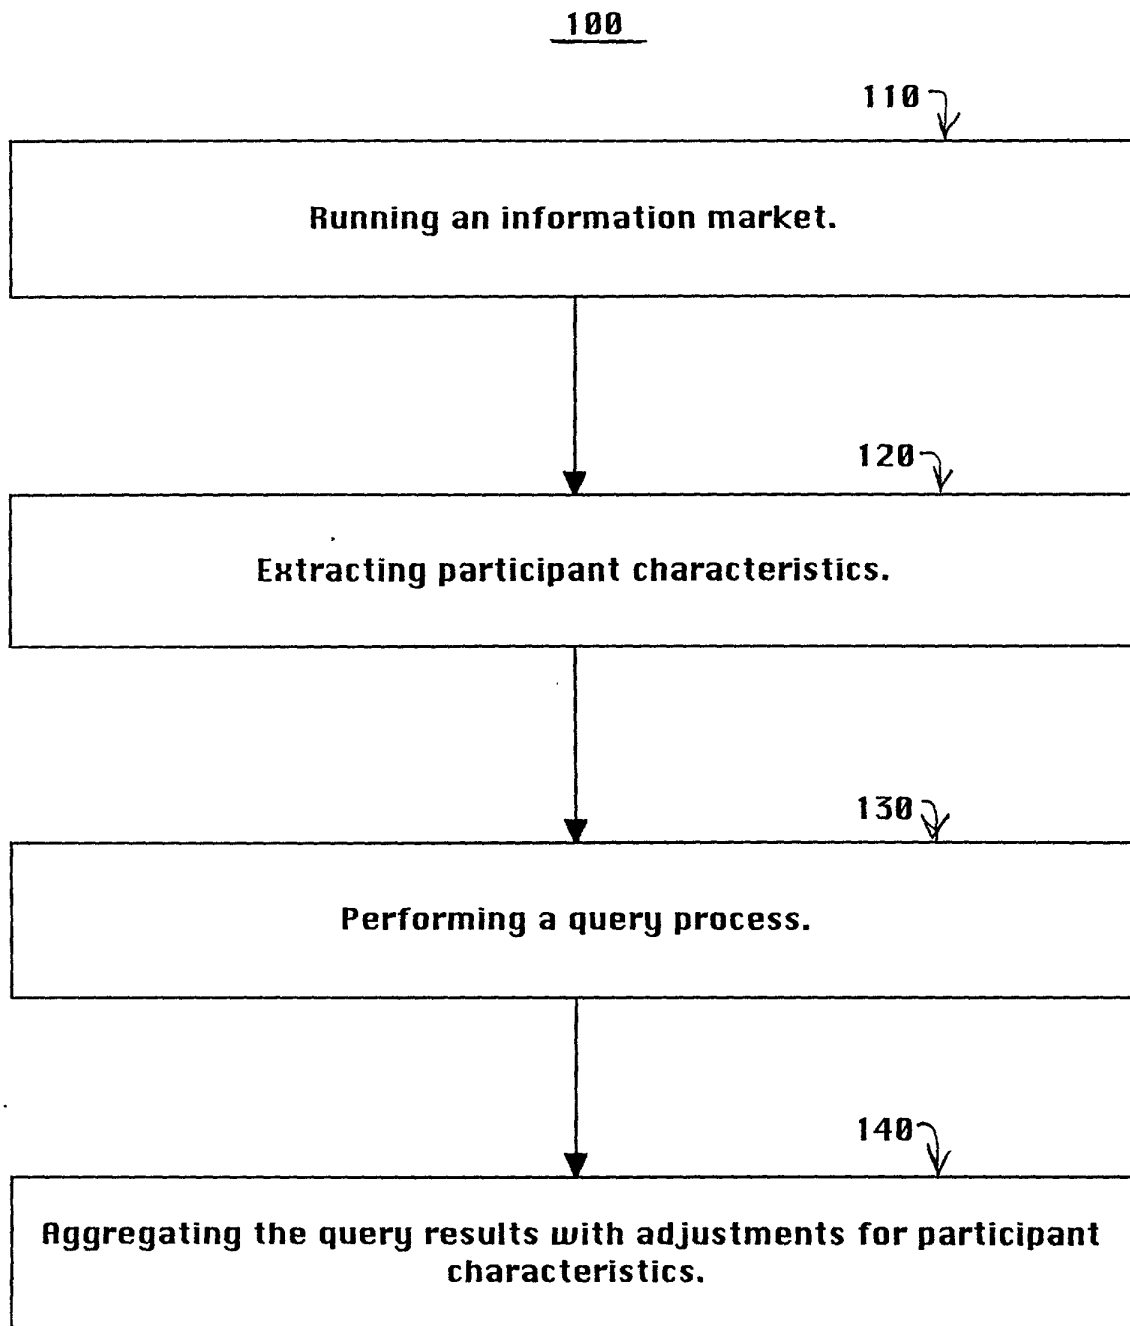 100
110
Running an information market.
120
Extracting participant characteristics.
130
Performing a query process.
140
Aggregating the query results with adjustments for participant
characteristics.